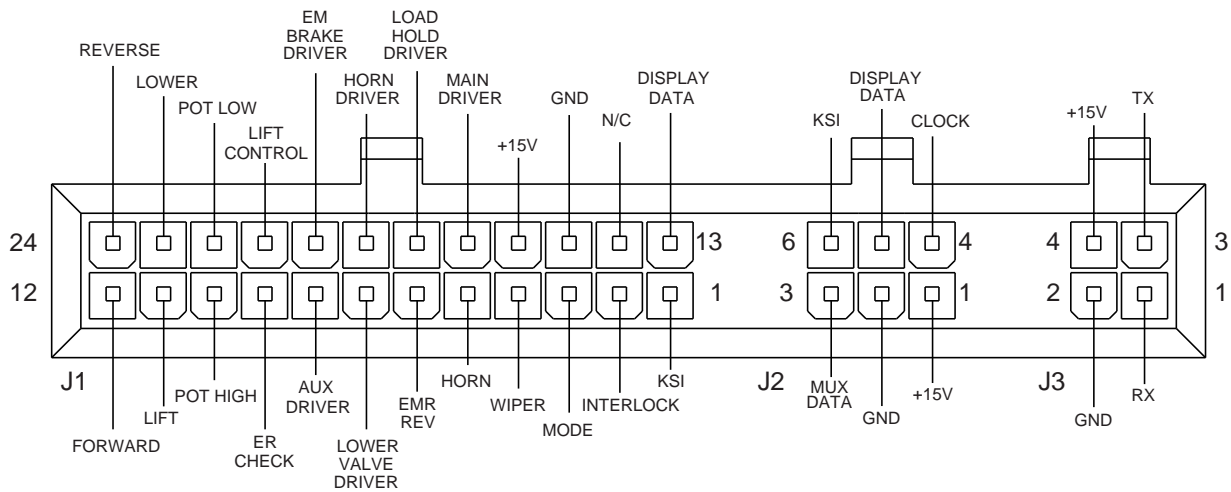 REVERSE
LOWER
POT LOW
LIFT
CONTROL
EM
BRAKE
DRIVER
HORN
DRIVER
LOAD
HOLD
DRIVER
MAIN
DRIVER
+15V
GND
N/C
DISPLAY
DATA
KSI
DISPLAY
DATA
CLOCK
+15V
TX
24
13
6
4
4
3
12
1
3
1
2
1
J1
J2
J3
FORWARD
LIFT
POT HIGH
ER
CHECK
AUX
DRIVER
LOWER
VALVE
DRIVER
EMR
REV
HORN
WIPER
MODE
INTERLOCK
KSI
MUX
DATA
GND
+15V
GND
RX